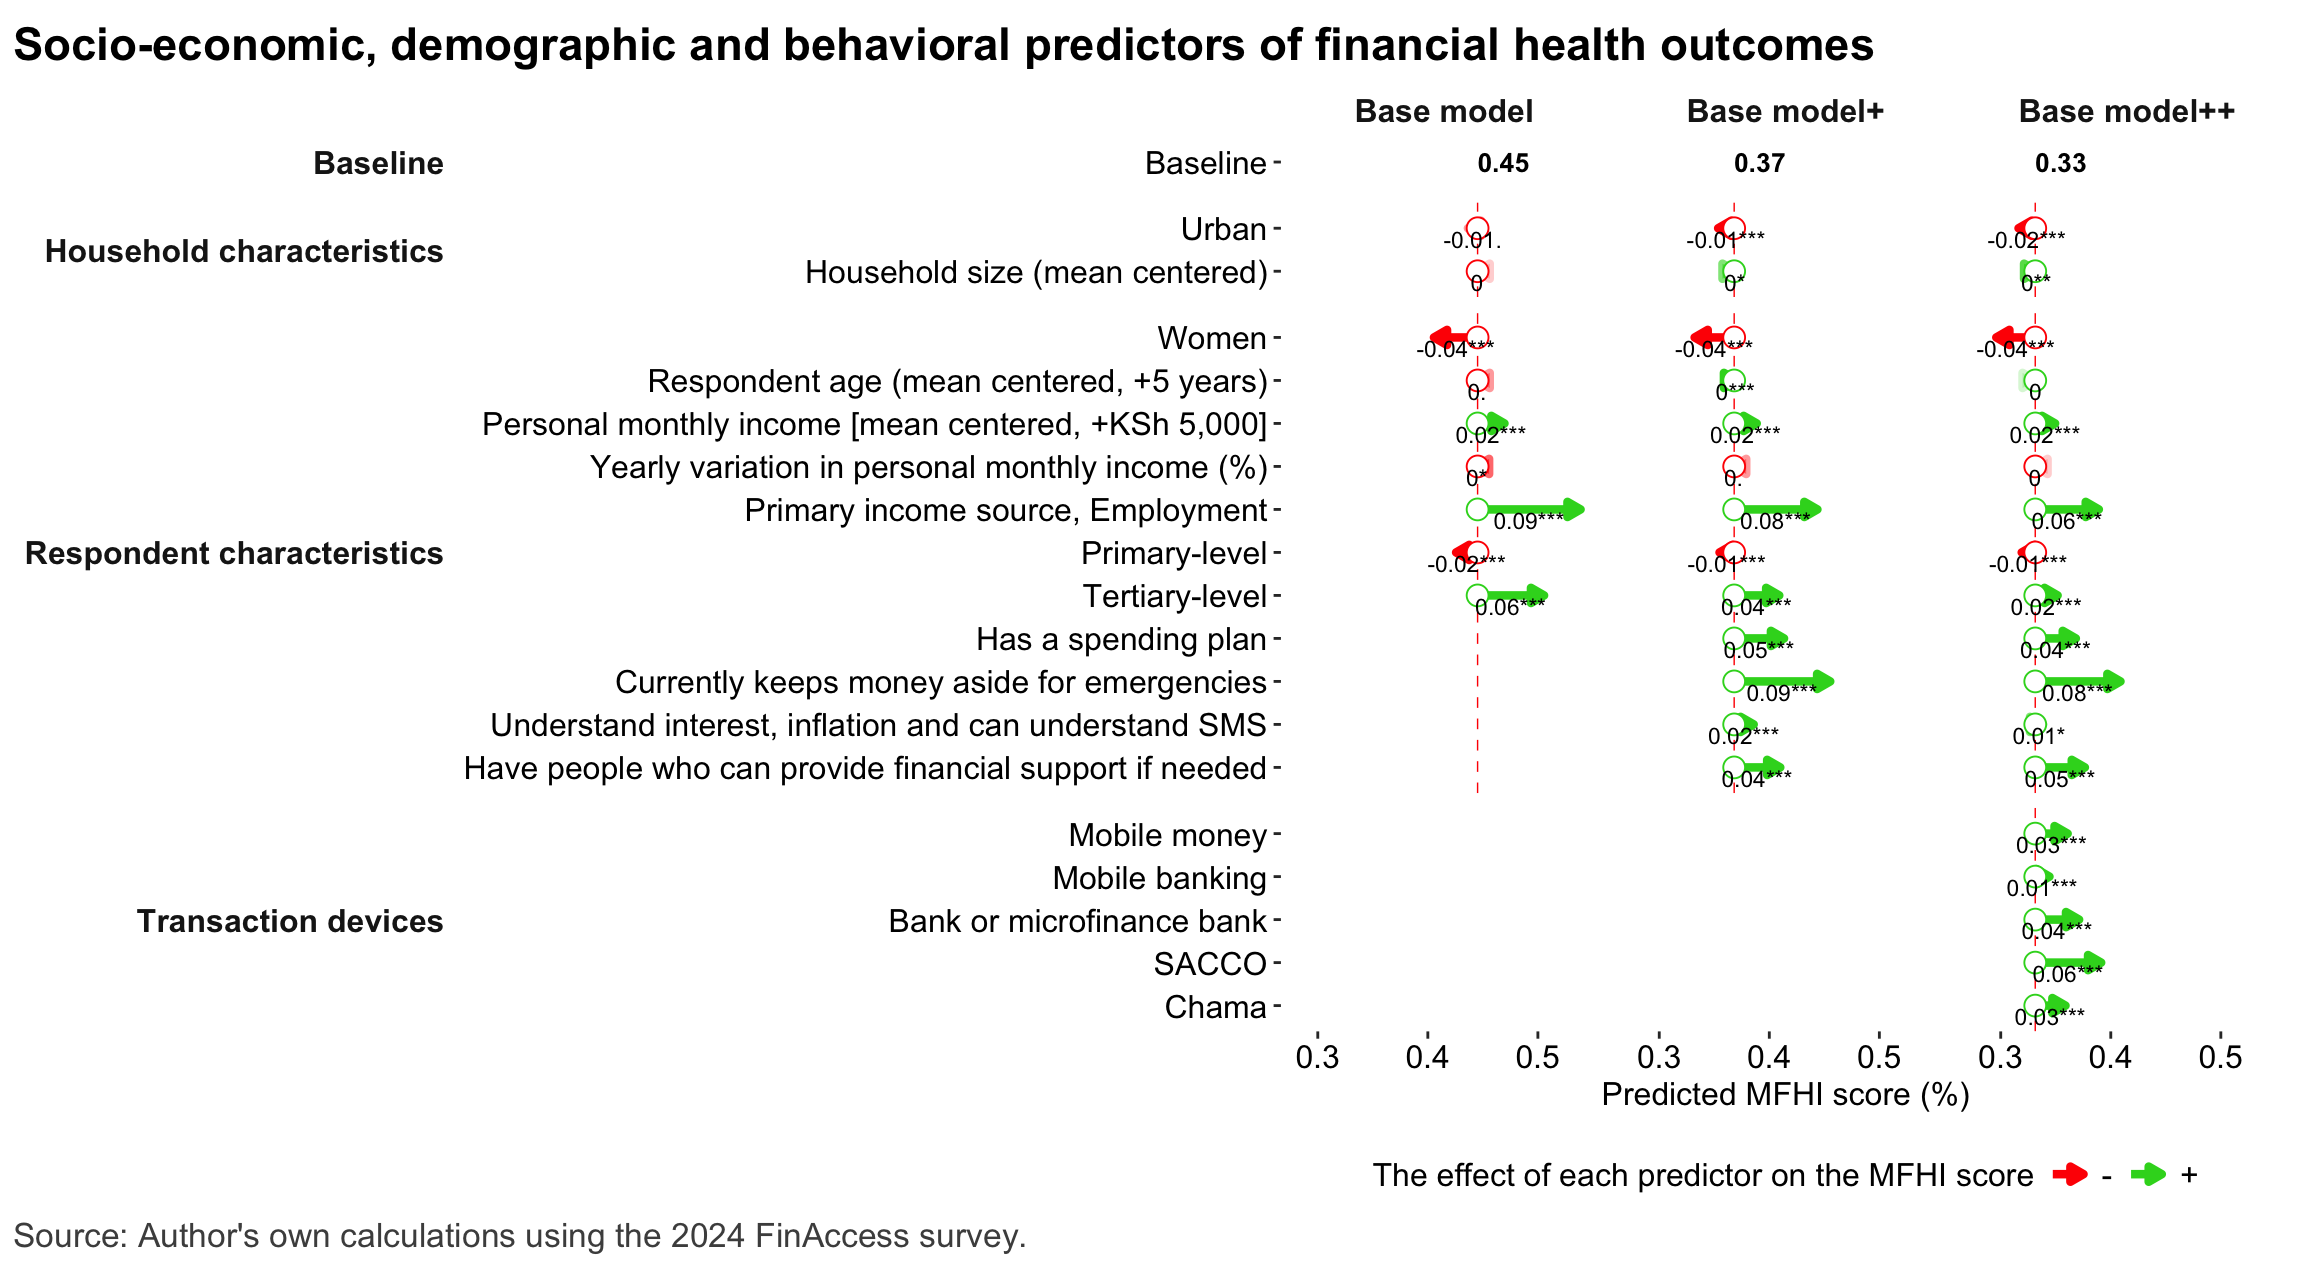 Socio-economic, demographic and behavioral predictors of financial health outcomes
Base model Base model+ Base model++
Baseline Baseline 0.45 0.37 0.33
Urban -0.01. -0.01*** -0.02***
Household characteristics
Household size (mean centered) 0 0* 0**
Women -0.04*** -0.04*** -0.04***
Respondent age (mean centered, +5 years) 0. 0*** 0
Personal monthly income [mean centered, +KSh 5,000] 0.02*** 0.02*** 0.02***
Yearly variation in personal monthly income (%) 0* 0. 0
Primary income source, Employment 0.09*** 0.08*** 0.06***
Respondent characteristics Primary-level -0.02*** -0.01*** -0.01***
Tertiary-level 0.06*** 0.04*** 0.02***
Has a spending plan 0.05*** 0.04***
Currently keeps money aside for emergencies 0.09*** 0.08***
Understand interest, inflation and can understand SMS 0.02*** 0.01*
Have people who can provide financial support if needed 0.04*** 0.05***
Mobile money 0.03***
Mobile banking 0.01***
Transaction devices Bank or microfinance bank 0.04***
SACCO 0.06***
Chama 0.03***
0.3 0.4 0.5 0.3 0.4 0.5 0.3 0.4 0.5
Predicted MFHI score (%)
The effect of each predictor on the MFHI score - +
Source: Author's own calculations using the 2024 FinAccess survey.